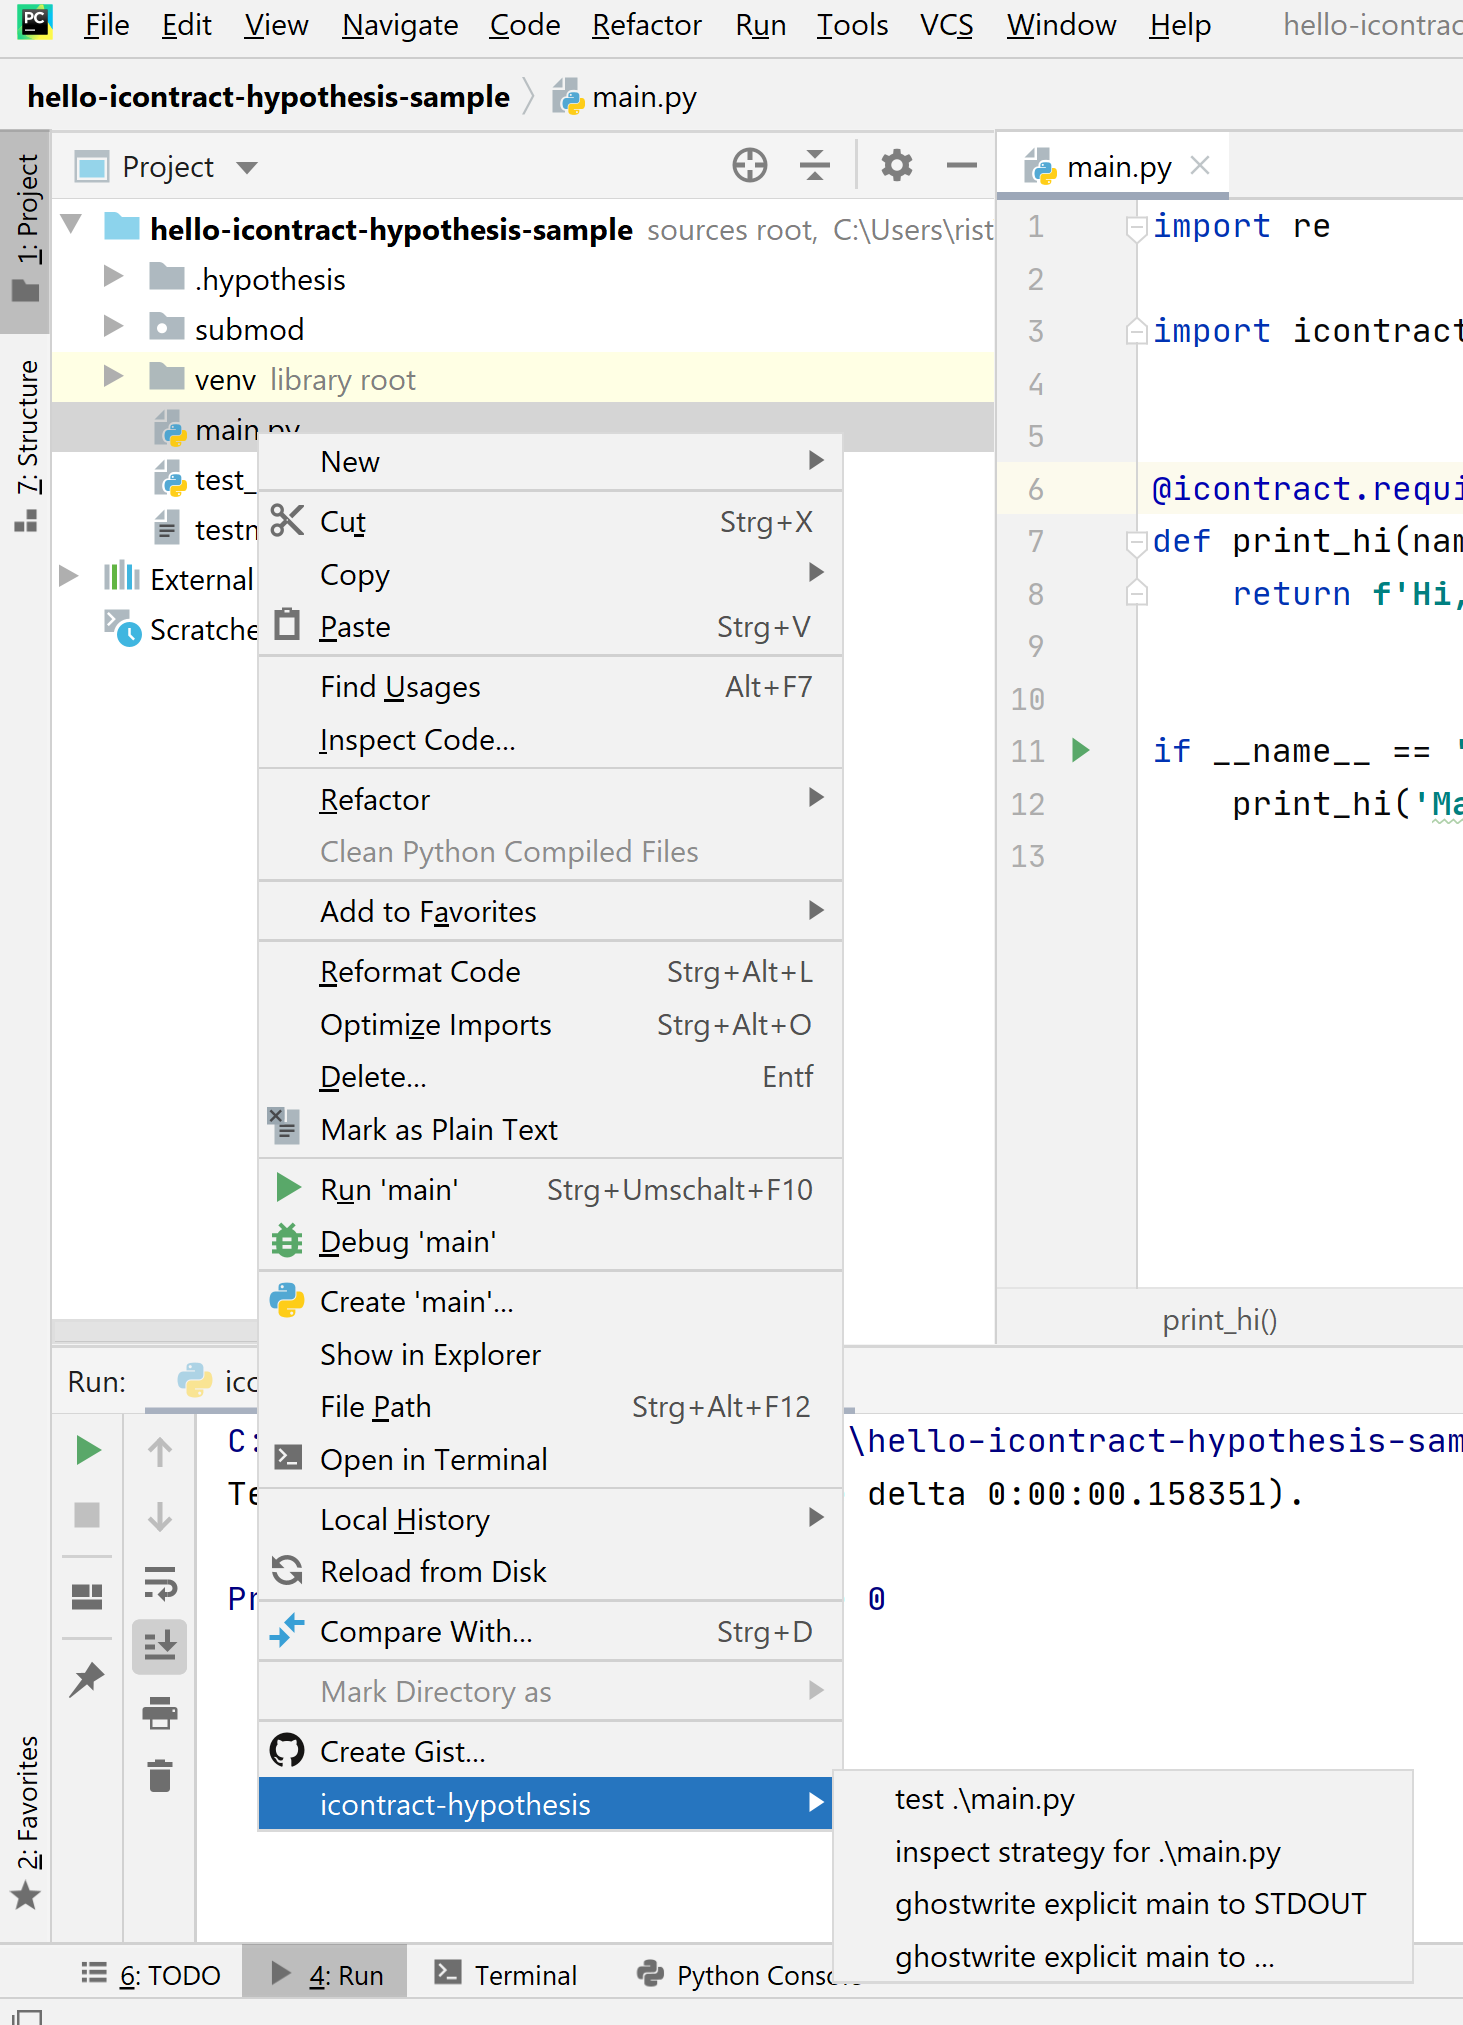 PC File Edit View Navigate Code Refactor Run Tools VCS Window Help hello-icontrac
hello-icontract-hypothesis-sample main.py
1: Project
7: Structure
2: Favorites
Project
hello-icontract-hypothesis-sample sources root, C:\Users\rist
.hypothesis
submod
venv library root
main.py
test_
testm
External
Scratche
New
Cut Strg+X
Copy
Paste Strg+V
Find Usages Alt+F7
Inspect Code...
Refactor
Clean Python Compiled Files
Add to Favorites
Reformat Code Strg+Alt+L
Optimize Imports Strg+Alt+O
Delete... Entf
Mark as Plain Text
Run 'main' Strg+Umschalt+F10
Debug 'main'
Create 'main'...
Show in Explorer
File Path Strg+Alt+F12
Open in Terminal
Local History
Reload from Disk
Compare With... Strg+D
Mark Directory as
Create Gist...
icontract-hypothesis
test .\main.py
inspect strategy for .\main.py
ghostwrite explicit main to STDOUT
ghostwrite explicit main to ...
main.py
1 import re
2
3 import icontract
4
5
6 @icontract.requi
7 def print_hi(nam
8 return f'Hi,
9
10
11 if __name__ == '
12 print_hi('Ma
13
print_hi()
Run: ico
C: \hello-icontract-hypothesis-sam
Te delta 0:00:00.158351).
Pr 0
6: TODO 4: Run Terminal Python Console